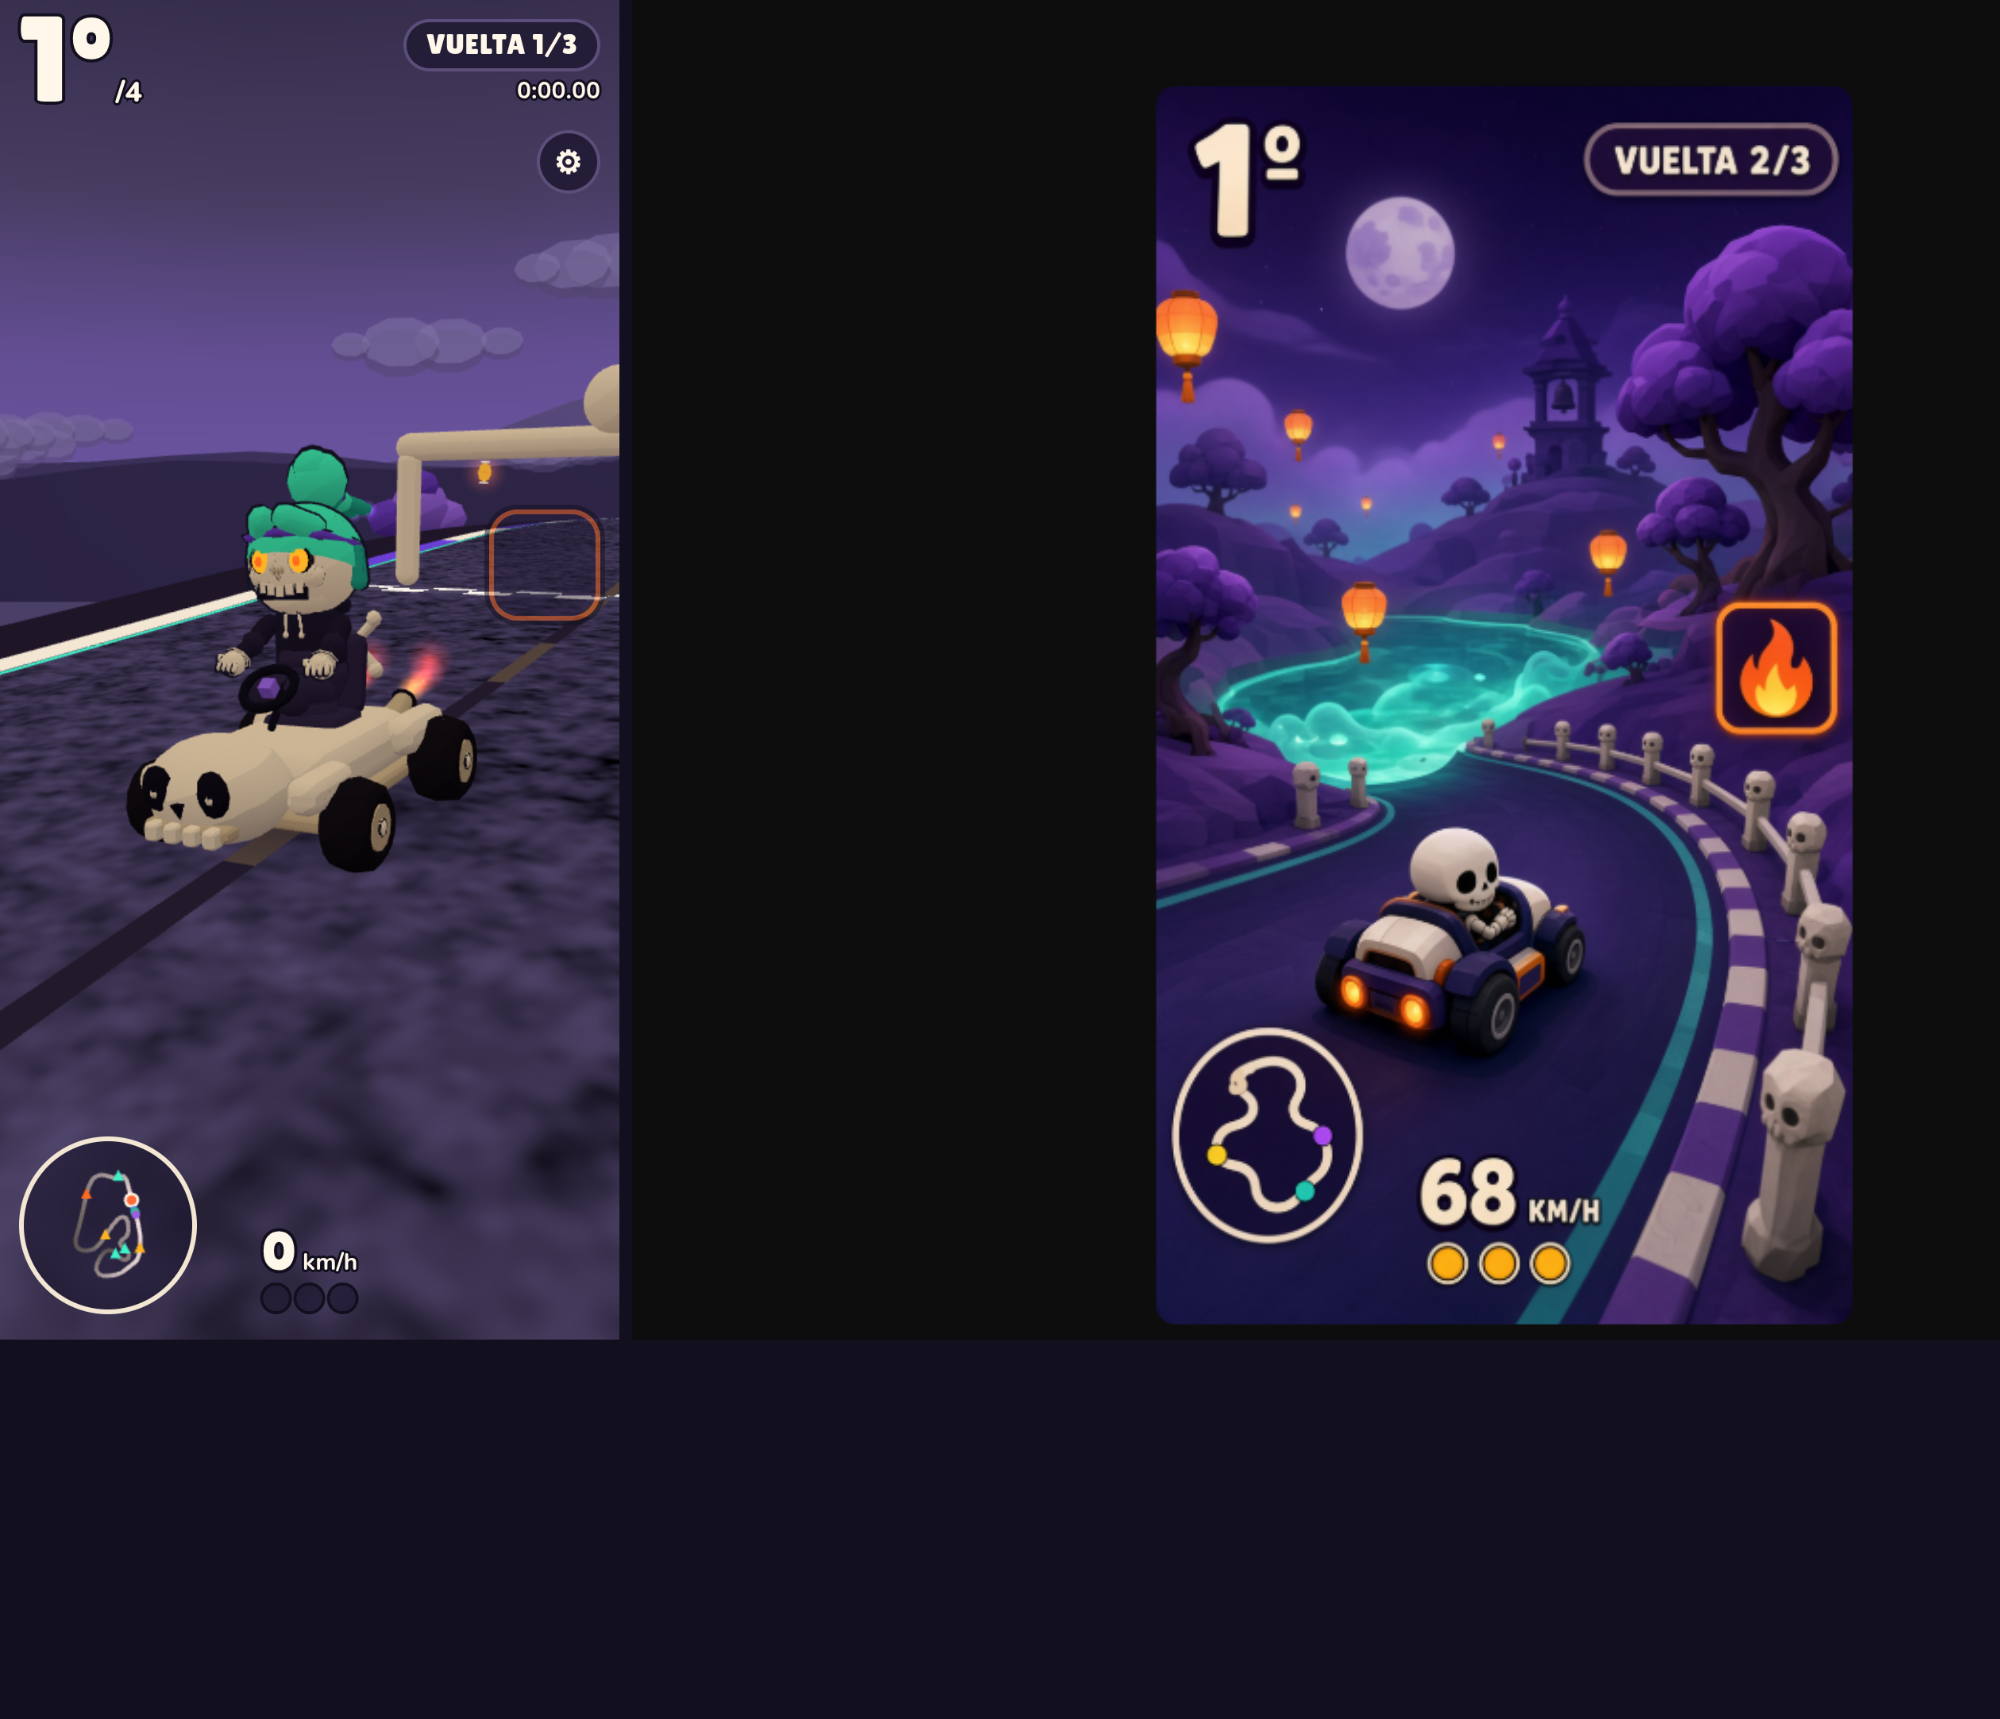 1º
/4
VUELTA 1/3
0:00.00
0 km/h
1º
VUELTA 2/3
68 KM/H